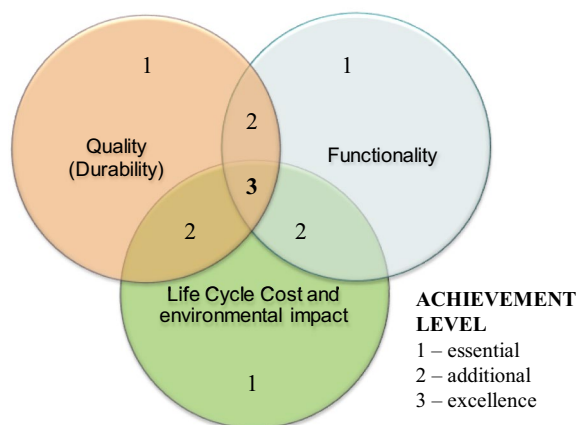 1
1
2
Quality
(Durability)
Functionality
3
2
2
Life Cycle Cost and
environmental impact
1
ACHIEVEMENT
LEVEL
1 – essential
2 – additional
3 – excellence